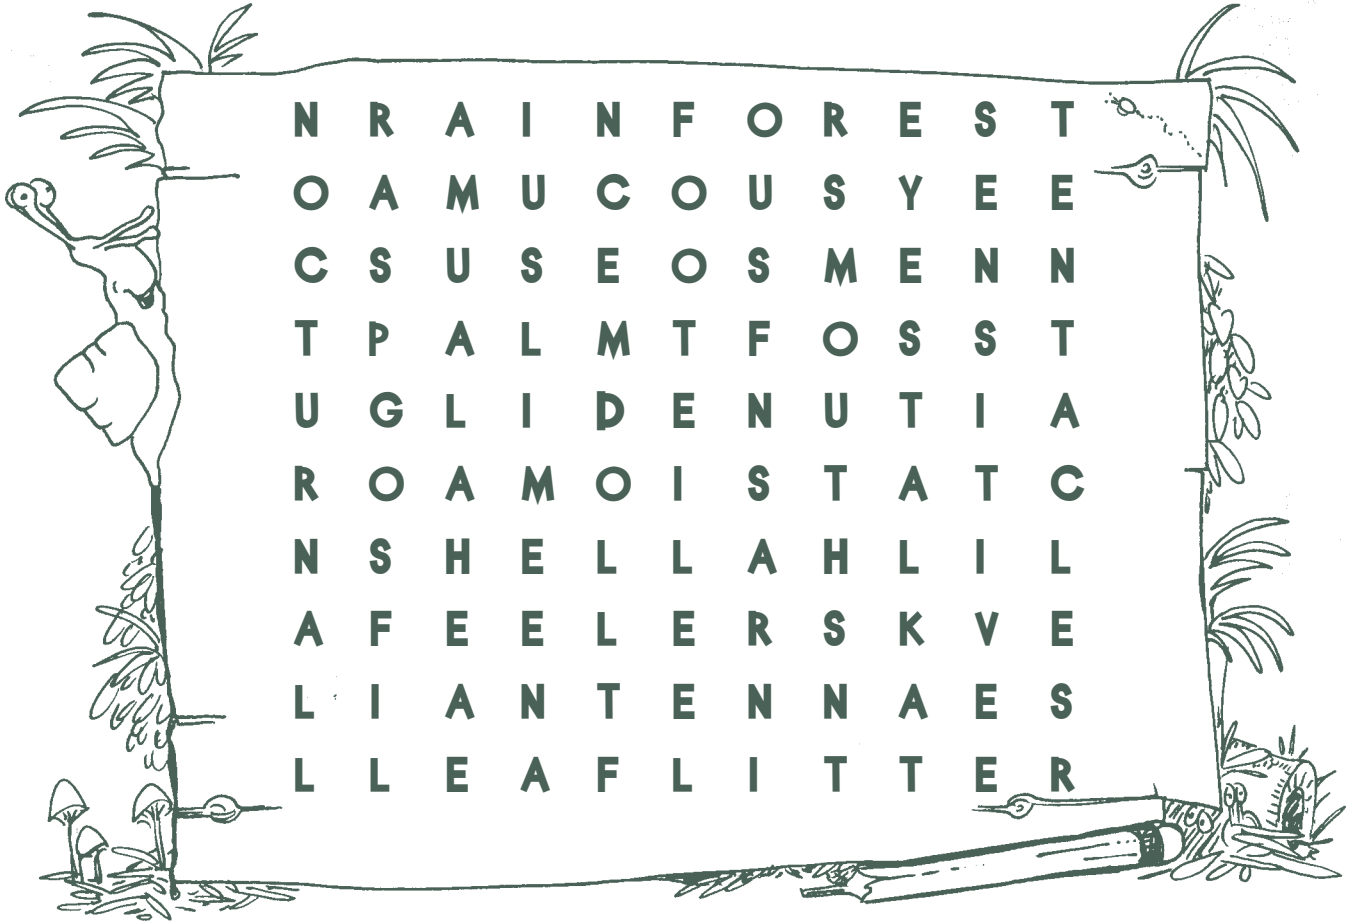 N R A I N F O R E S T
O A M U C O U S Y E E
C S U S E O S M E N N
T P A L M T F O S S T
U G L I D E N U T I A
R O A M O I S T A T C
N S H E L L A H L I L
A F E E L E R S K V E
L I A N T E N N A E S
L L E A F L I T T E R